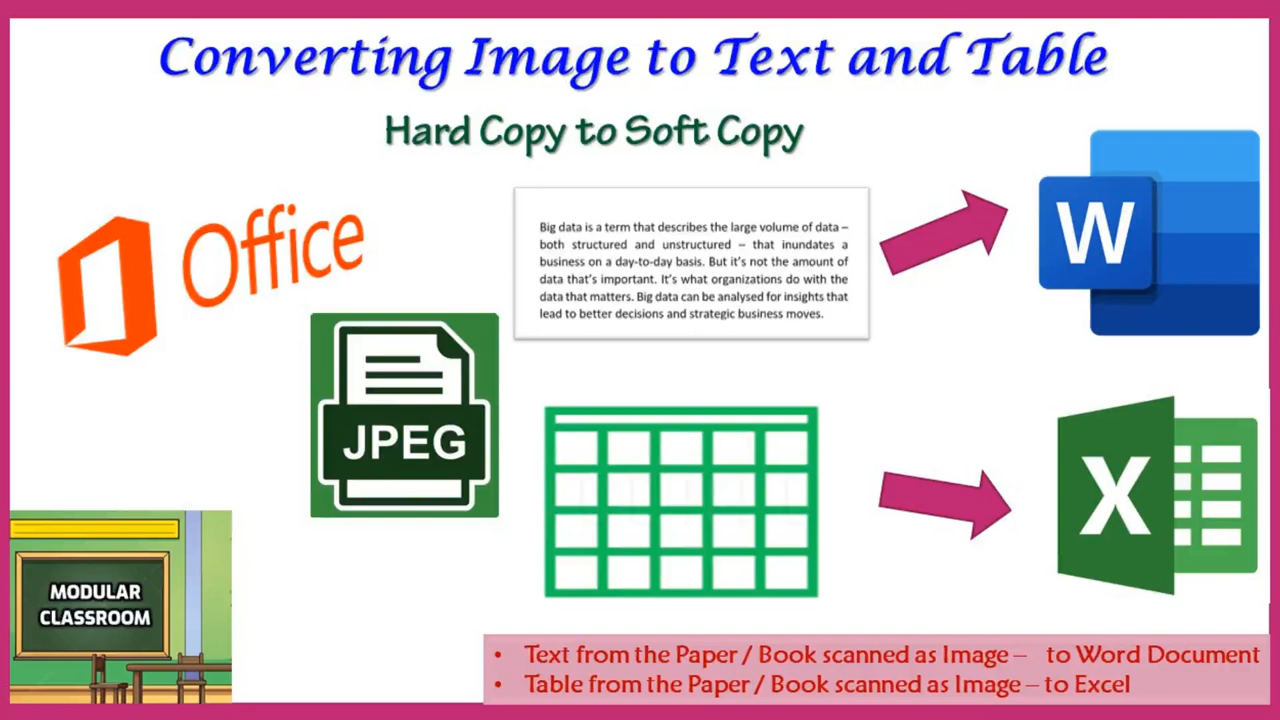 Converting Image to Text and Table
Hard Copy to Soft Copy
Office
Big data is a term that describes the large volume of data –
both structured and unstructured – that inundates a
business on a day-to-day basis. But it's not the amount of
data that's important. It's what organizations do with the
data that matters. Big data can be analysed for insights that
lead to better decisions and strategic business moves.
W
JPEG
X
MODULAR
CLASSROOM
• Text from the Paper / Book scanned as Image – to Word Document
• Table from the Paper / Book scanned as Image – to Excel